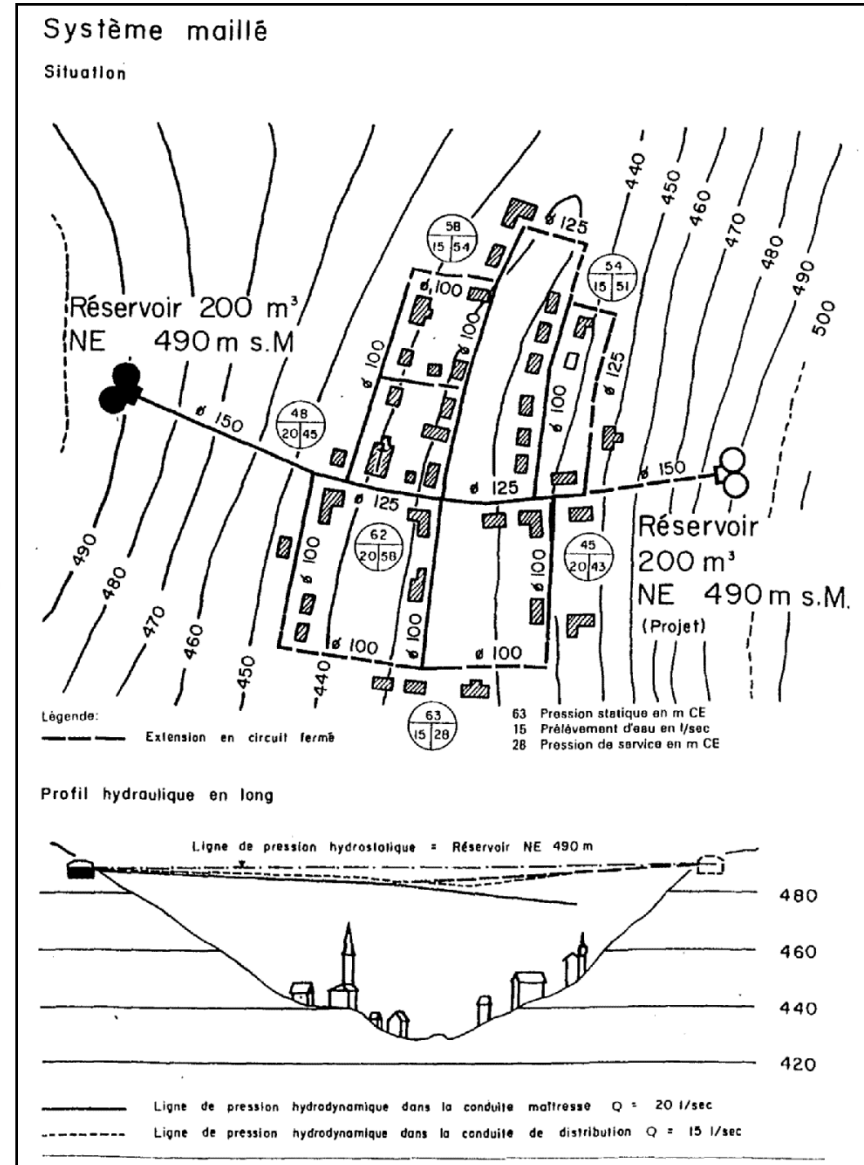 Système maillé
Situation
440
450
460
470
480
490
500
ø 125
58
15 54
54
15 51
ø 100
Réservoir 200 m³
NE 490 m s.M
ø 100
ø 100
ø 125
ø 100
ø 150
48
20 45
ø 150
ø 125
ø 125
Réservoir
200 m³
NE 490 m s.M.
(Projet)
62
20 58
45
20 43
ø 100
ø 100
ø 100
490
480
470
460
450
440
ø 100
ø 100
63
15 28
Légende:
Extension en circuit fermé
63 Pression statique en m CE
15 Prélèvement d'eau en l/sec
28 Pression de service en m CE
Profil hydraulique en long
Ligne de pression hydrostatique = Réservoir NE 490 m
480
460
440
420
Ligne de pression hydrodynamique dans la conduite maîtresse Q = 20 l/sec
Ligne de pression hydrodynamique dans la conduite de distribution Q = 15 l/sec